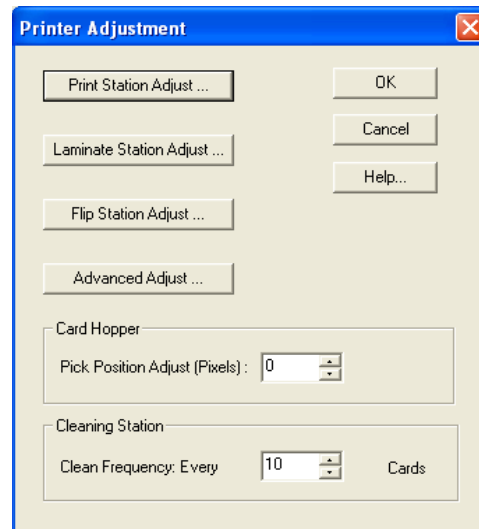 Printer Adjustment
Print Station Adjust ...
OK
Cancel
Laminate Station Adjust ...
Help...
Flip Station Adjust ...
Advanced Adjust ...
Card Hopper
Pick Position Adjust (Pixels) : 0
Cleaning Station
Clean Frequency: Every 10 Cards